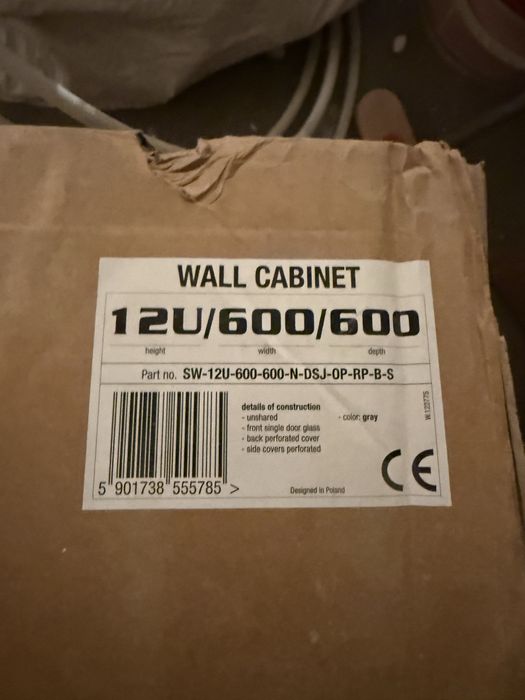 WALL CABINET
12U/600/600
height width depth
Part no. SW-12U-600-600-N-DSJ-OP-RP-B-S
details of construction
- unshared - color: gray
- front single door glass
- back perforated cover
- side covers perforated
W.122775
CE
5 901738 555785 >
Designed in Poland